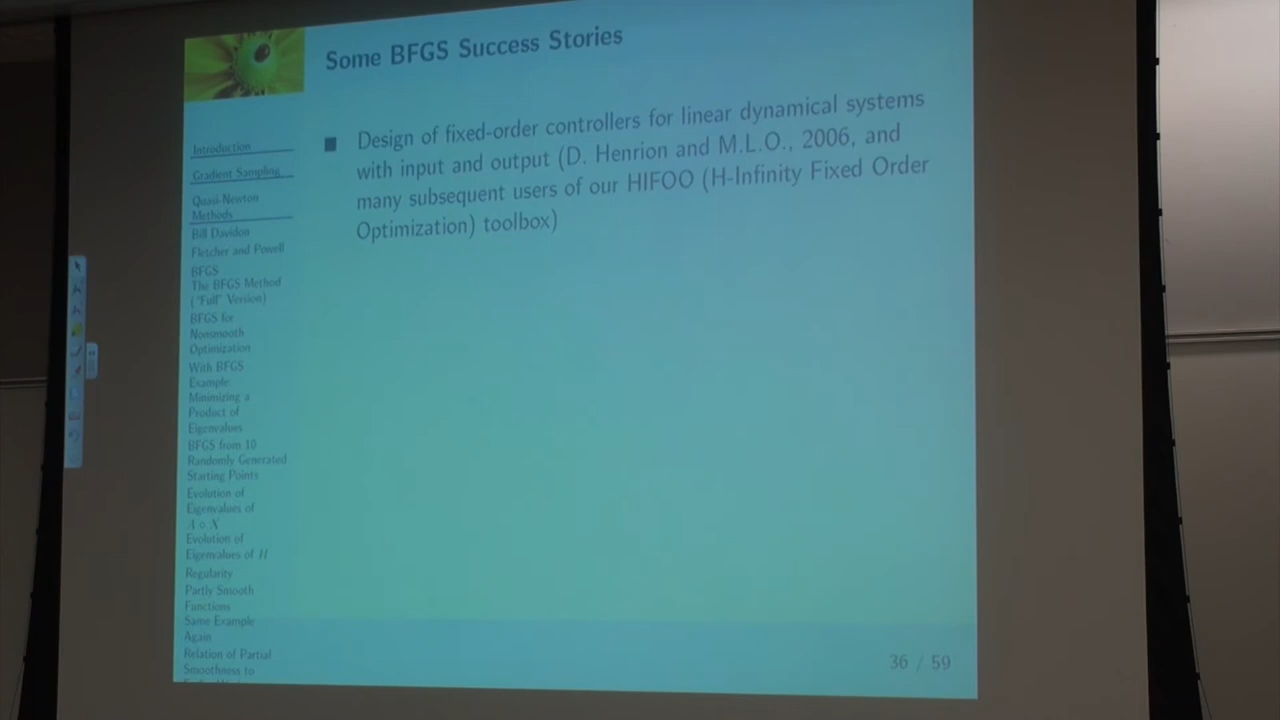 Some BFGS Success Stories
Design of fixed-order controllers for linear dynamical systems
with input and output (D. Henrion and M.L.O., 2006, and
many subsequent users of our HIFOO (H-Infinity Fixed Order
Optimization) toolbox)
Introduction
Gradient Sampling
Quasi-Newton
Methods
Bill Davidon
Fletcher and Powell
BFGS
The BFGS Method
("Full" Version)
BFGS for
Nonsmooth
Optimization
With BFGS
Example:
Minimizing a
Product of
Eigenvalues
BFGS from 10
Randomly Generated
Starting Points
Evolution of
Eigenvalues of
A ∘ X
Evolution of
Eigenvalues of H
Regularity
Partly Smooth
Functions
Same Example
Again
Relation of Partial
Smoothness to
36 / 59